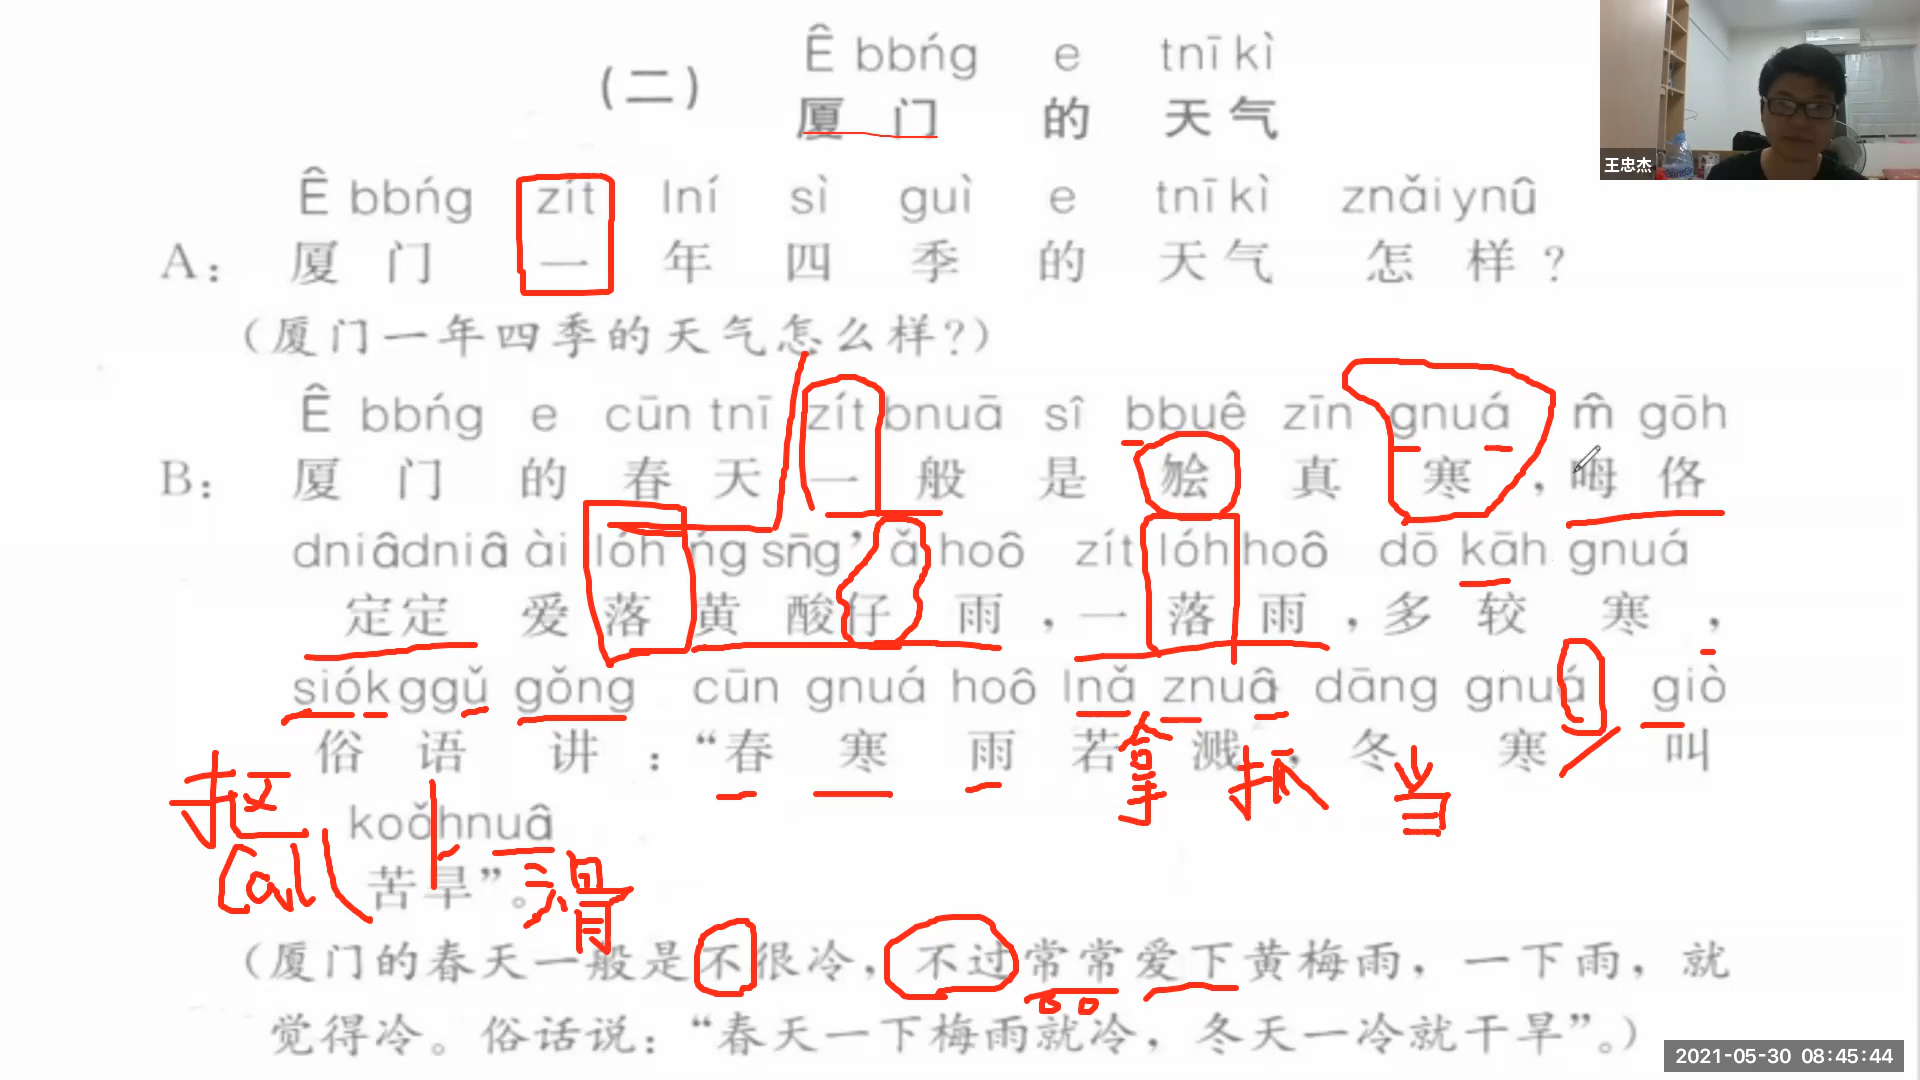 Ê bbńg e tnī kì
（二） 厦门 的 天气
王忠杰
Ê bbńg zít lní sì guì e tnī kì znǎi ynû
A：厦门 一 年 四 季 的 天气 怎 样？
（厦门一年四季的天气怎么样？）
Ê bbńg e cūn tnī zít bnuā sî bbuê zīn gnuá m̂ gōh
B：厦门 的 春 天 一 般 是 𣍐 真 寒，呣 佫
dniâdniâ ài lóh ńg sn̄g’ǎ hoô zít lóh hoô dō kāh gnuá
定定 爱 落 黄 酸仔 雨，一 落 雨，多 较 寒，
siókggǔ gǒng cūn gnuá hoô lnǎ znuâ dāng gnuá giò
俗 语 讲：“春 寒 雨 若 溅，冬 寒 叫
拿 抓 当
koǒhnuâ
Call
苦旱”。
滑
（厦门的春天一般是不很冷，不过常常爱下黄梅雨，一下雨，就
觉得冷。俗话说：“春天一下梅雨就冷，冬天一冷就干旱”。）
2021-05-30 08:45:44